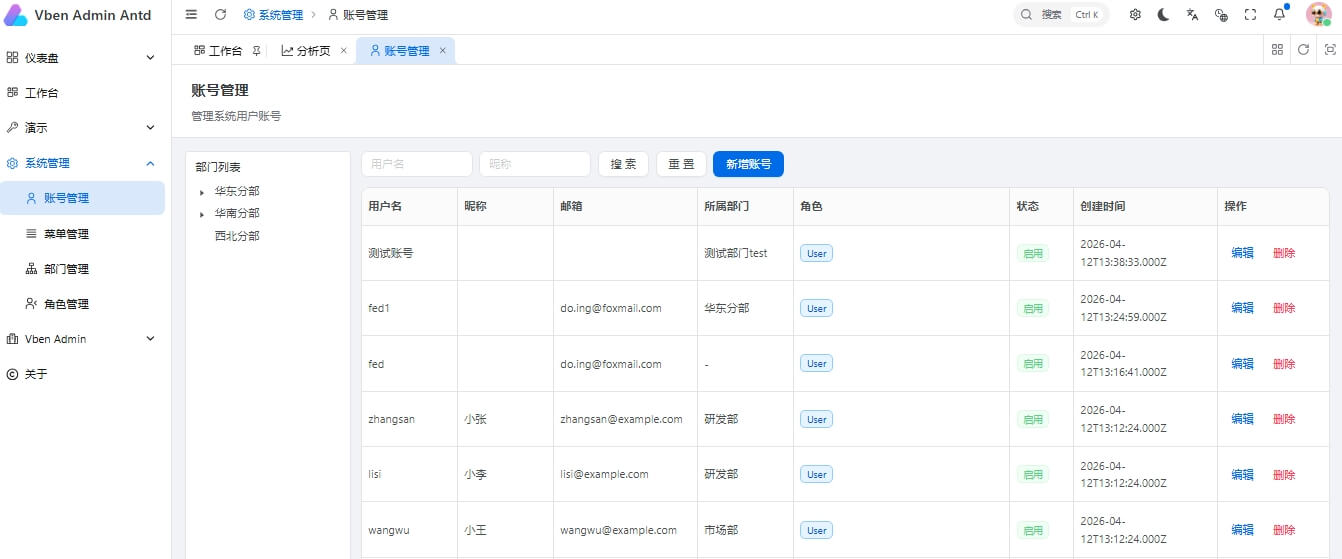 Vben Admin Antd
系统管理
账号管理
搜索
Ctrl K
仪表盘
工作台
演示
系统管理
账号管理
菜单管理
部门管理
角色管理
Vben Admin
关于
工作台
分析页
账号管理
账号管理
管理系统用户账号
部门列表
华东分部
华南分部
西北分部
用户名
昵称
搜 索
重 置
新增账号
用户名 昵称 邮箱 所属部门 角色 状态 创建时间 操作
测试账号 测试部门test User 启用 2026-04-
12T13:38:33.000Z 编辑 删除
fed1 do.ing@foxmail.com 华东分部 User 启用 2026-04-
12T13:24:59.000Z 编辑 删除
fed do.ing@foxmail.com - User 启用 2026-04-
12T13:16:41.000Z 编辑 删除
zhangsan 小张 zhangsan@example.com 研发部 User 启用 2026-04-
12T13:12:24.000Z 编辑 删除
lisi 小李 lisi@example.com 研发部 User 启用 2026-04-
12T13:12:24.000Z 编辑 删除
wangwu 小王 wangwu@example.com 市场部 User 启用 2026-04-
12T13:12:24.000Z 编辑 删除